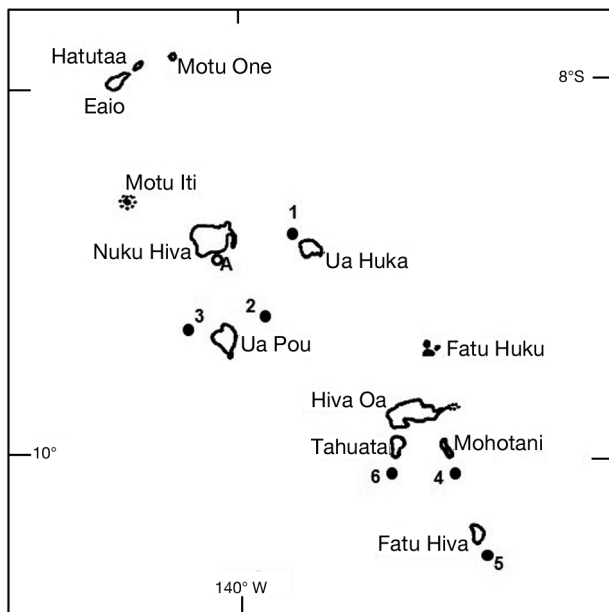 Hatutaa
Motu One
8°S
Eaio
Motu Iti
1
Nuku Hiva
A
Ua Huka
3
2
Ua Pou
Fatu Huku
Hiva Oa
Tahuata
Mohotani
10°
6
4
Fatu Hiva
5
140° W